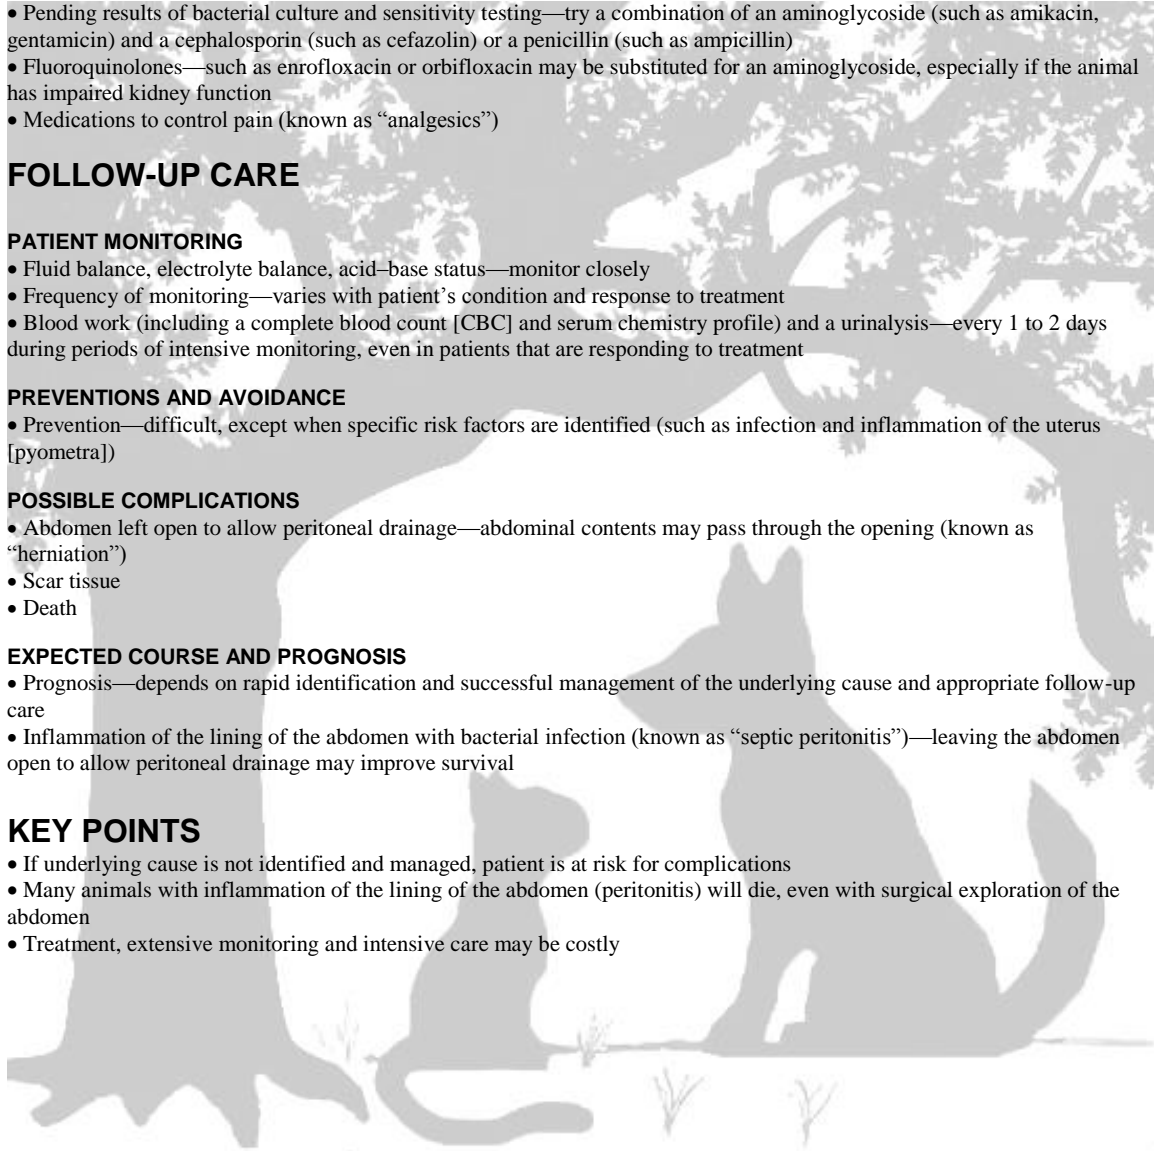 • Pending results of bacterial culture and sensitivity testing—try a combination of an aminoglycoside (such as amikacin,
gentamicin) and a cephalosporin (such as cefazolin) or a penicillin (such as ampicillin)
• Fluoroquinolones—such as enrofloxacin or orbifloxacin may be substituted for an aminoglycoside, especially if the animal
has impaired kidney function
• Medications to control pain (known as “analgesics”)
FOLLOW-UP CARE
PATIENT MONITORING
• Fluid balance, electrolyte balance, acid–base status—monitor closely
• Frequency of monitoring—varies with patient’s condition and response to treatment
• Blood work (including a complete blood count [CBC] and serum chemistry profile) and a urinalysis—every 1 to 2 days
during periods of intensive monitoring, even in patients that are responding to treatment
PREVENTIONS AND AVOIDANCE
• Prevention—difficult, except when specific risk factors are identified (such as infection and inflammation of the uterus
[pyometra])
POSSIBLE COMPLICATIONS
• Abdomen left open to allow peritoneal drainage—abdominal contents may pass through the opening (known as
“herniation”)
• Scar tissue
• Death
EXPECTED COURSE AND PROGNOSIS
• Prognosis—depends on rapid identification and successful management of the underlying cause and appropriate follow-up
care
• Inflammation of the lining of the abdomen with bacterial infection (known as “septic peritonitis”)—leaving the abdomen
open to allow peritoneal drainage may improve survival
KEY POINTS
• If underlying cause is not identified and managed, patient is at risk for complications
• Many animals with inflammation of the lining of the abdomen (peritonitis) will die, even with surgical exploration of the
abdomen
• Treatment, extensive monitoring and intensive care may be costly